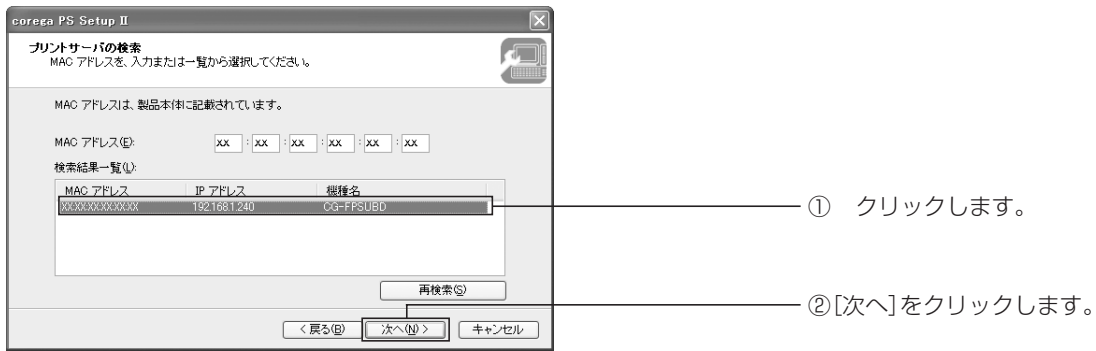 corega PS Setup II
プリントサーバの検索
MAC アドレスを、入力または一覧から選択してください。
MAC アドレスは、製品本体に記載されています。
MAC アドレス(E):
xx : xx : xx : xx : xx : xx
検索結果一覧(L):
MAC アドレス IP アドレス 機種名
XXXXXXXXXXXX 192.168.1.240 CG-FPSUBD
① クリックします。
再検索(S)
②[次へ]をクリックします。
< 戻る(B) 次へ(N) > キャンセル